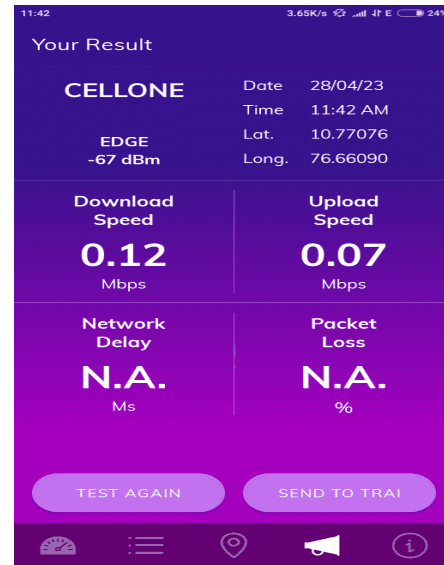 11:42 3.65K/s E 24%
Your Result
CELLONE
EDGE
-67 dBm
Date 28/04/23
Time 11:42 AM
Lat. 10.77076
Long. 76.66090
Download
Speed
0.12
Mbps
Upload
Speed
0.07
Mbps
Network
Delay
N.A.
Ms
Packet
Loss
N.A.
%
TEST AGAIN
SEND TO TRAI